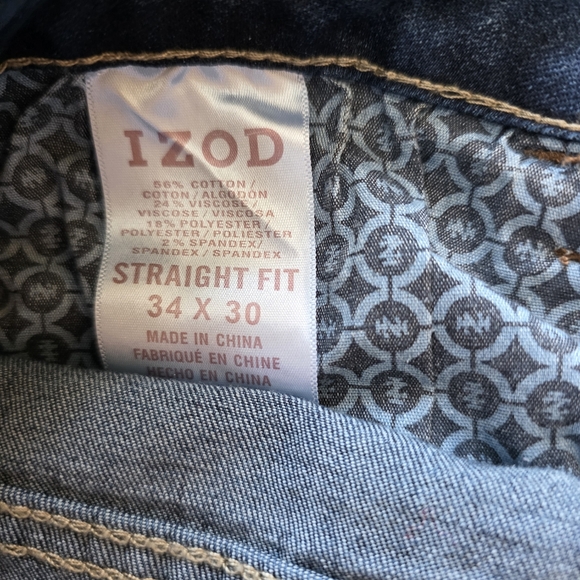 IZOD
56% COTTON /
COTON / ALGODÓN
24% VISCOSE /
VISCOSE / VISCOSA
18% POLYESTER /
POLYESTER / POLIESTER
2% SPANDEX/
SPANDEX / SPANDEX
STRAIGHT FIT
34 X 30
MADE IN CHINA
FABRIQUÉ EN CHINE
HECHO EN CHINA